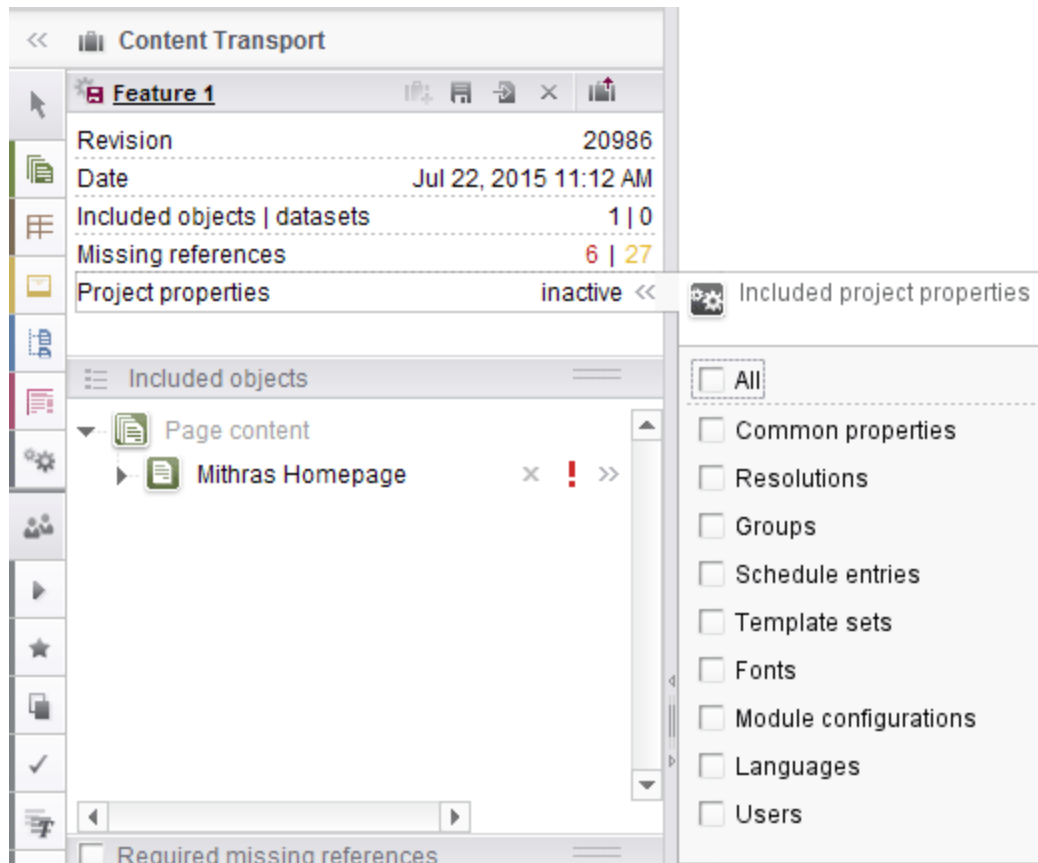 Content Transport
Feature 1
Revision 20986
Date Jul 22, 2015 11:12 AM
Included objects | datasets 1 | 0
Missing references 6 | 27
Project properties inactive
Included objects
Page content
Mithras Homepage
Required missing references
Included project properties
All
Common properties
Resolutions
Groups
Schedule entries
Template sets
Fonts
Module configurations
Languages
Users